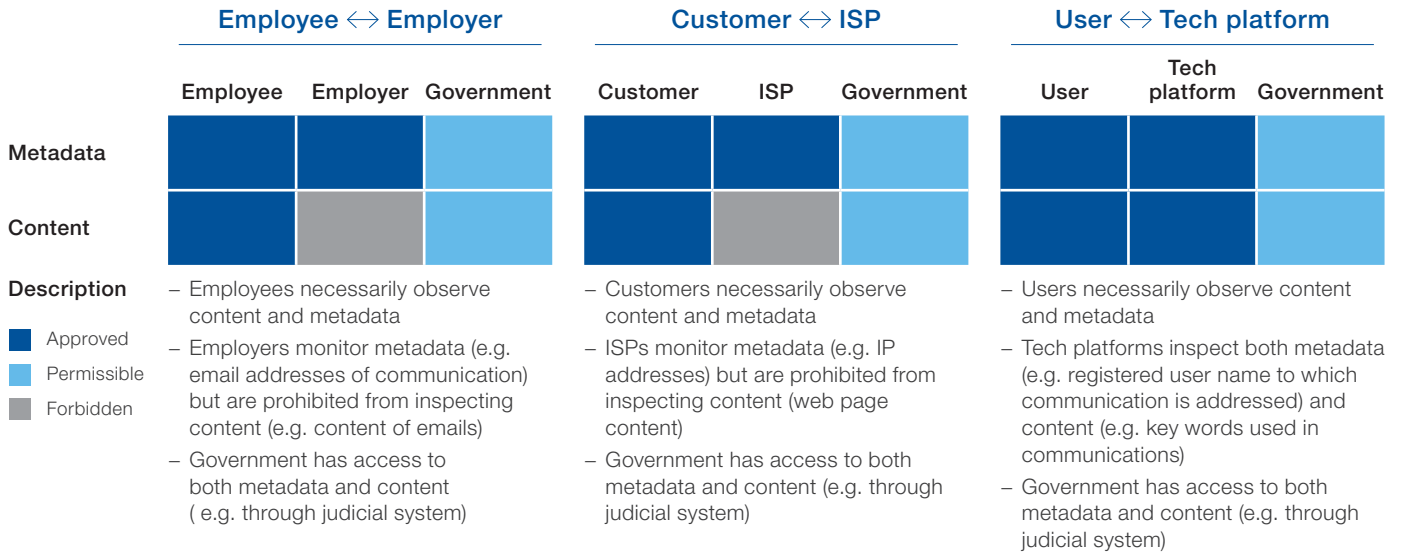 Employee ↔ Employer
Customer ↔ ISP
User ↔ Tech platform
Employee
Employer
Government
Customer
ISP
Government
User
Tech
platform
Government
Metadata
Content
Description
Approved
Permissible
Forbidden
– Employees necessarily observe
content and metadata
– Employers monitor metadata (e.g.
email addresses of communication)
but are prohibited from inspecting
content (e.g. content of emails)
– Government has access to
both metadata and content
( e.g. through judicial system)
– Customers necessarily observe
content and metadata
– ISPs monitor metadata (e.g. IP
addresses) but are prohibited from
inspecting content (web page
content)
– Government has access to both
metadata and content (e.g. through
judicial system)
– Users necessarily observe content
and metadata
– Tech platforms inspect both metadata
(e.g. registered user name to which
communication is addressed) and
content (e.g. key words used in
communications)
– Government has access to both
metadata and content (e.g. through
judicial system)